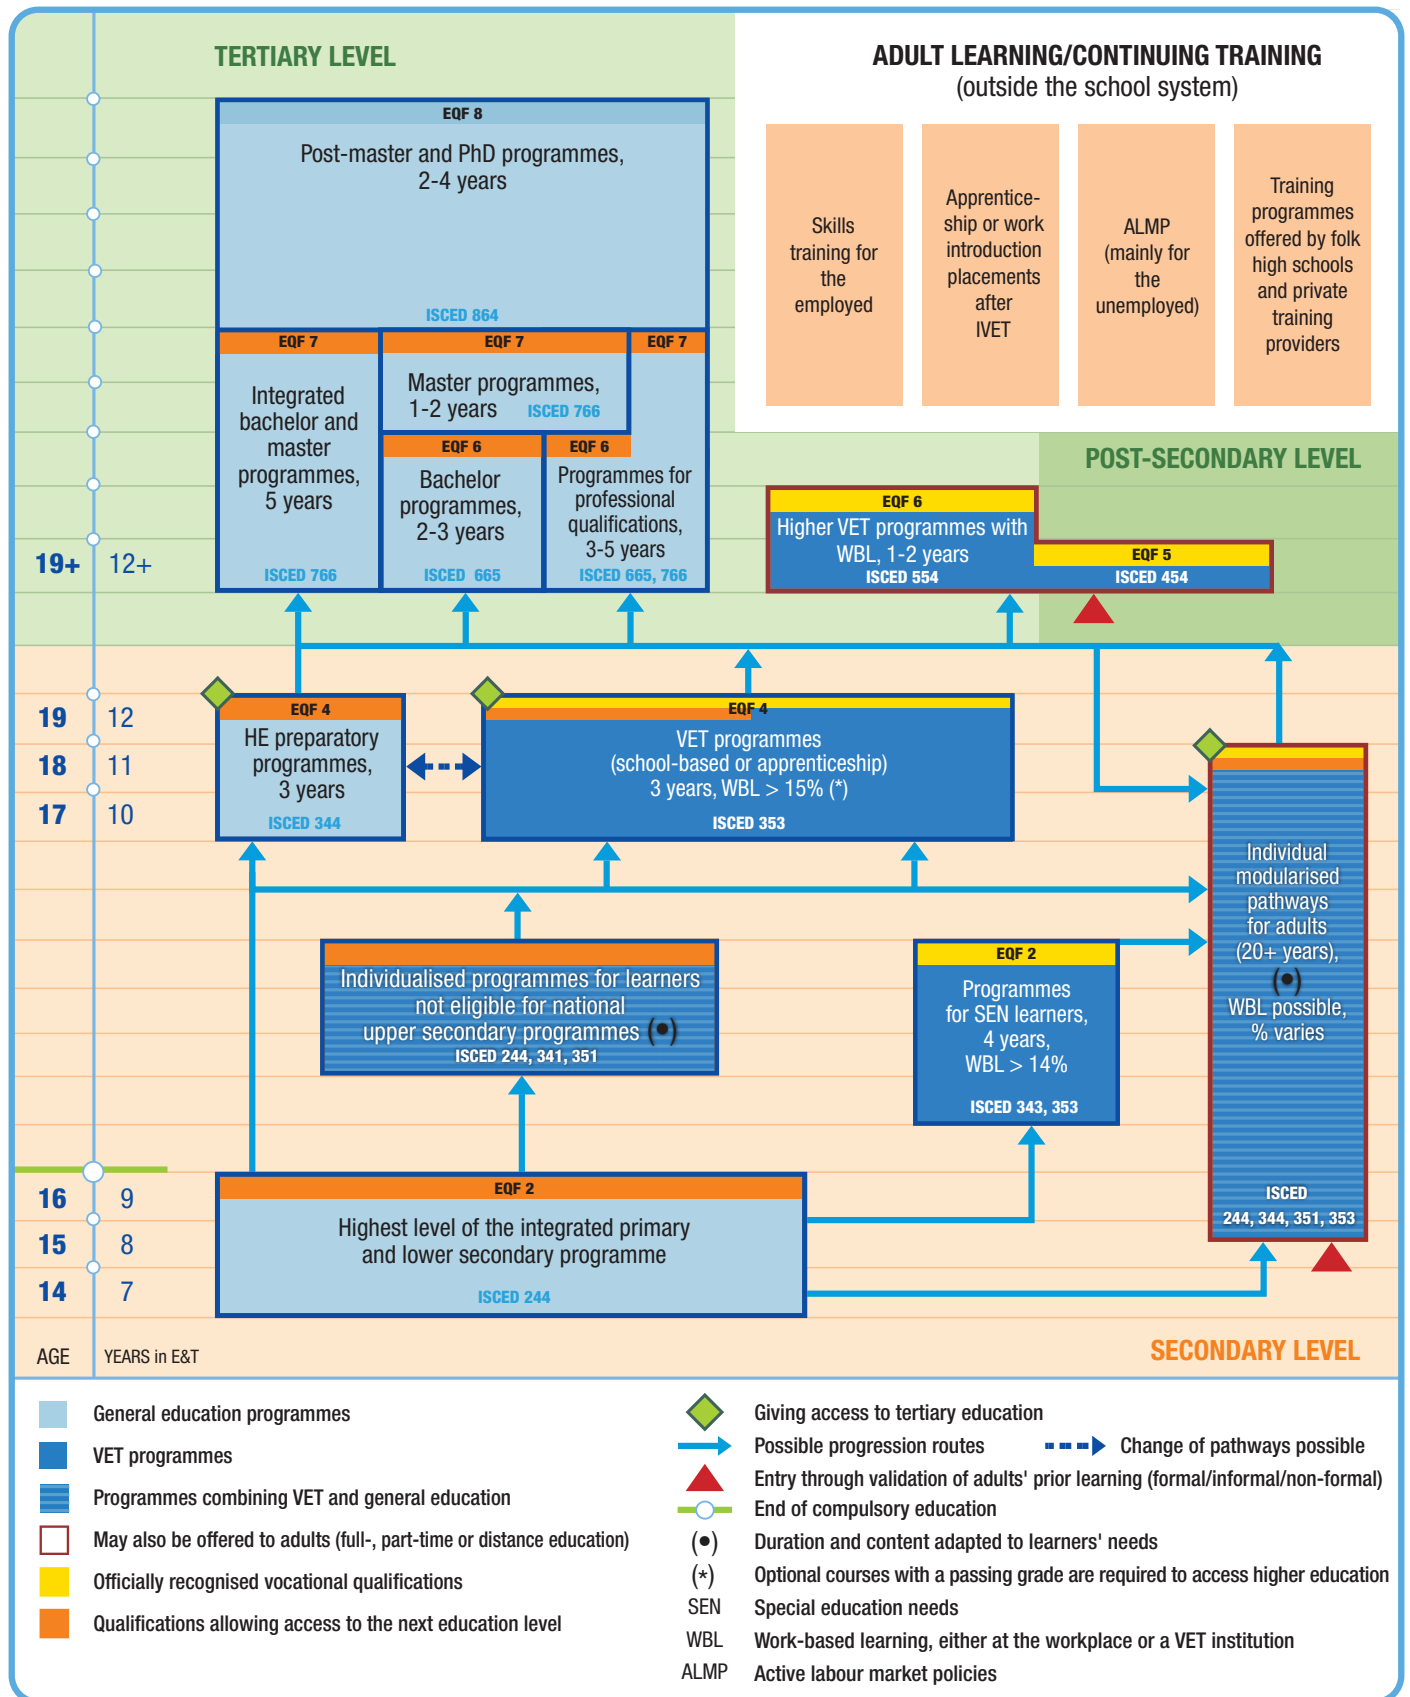 TERTIARY LEVEL
ADULT LEARNING/CONTINUING TRAINING
(outside the school system)
Skills
training for
the
employed
Apprentice-
ship or work
introduction
placements
after
IVET
ALMP
(mainly for
the
unemployed)
Training
programmes
offered by folk
high schools
and private
training
providers
EQF 8
Post-master and PhD programmes,
2-4 years
ISCED 864
EQF 7
Integrated
bachelor and
master
programmes,
5 years
ISCED 766
EQF 7
Master programmes,
1-2 years ISCED 766
EQF 7
EQF 6
Bachelor
programmes,
2-3 years
ISCED 665
EQF 6
Programmes for
professional
qualifications,
3-5 years
ISCED 665, 766
POST-SECONDARY LEVEL
EQF 6
Higher VET programmes with
WBL, 1-2 years
ISCED 554
EQF 5
ISCED 454
19+ 12+
19 12
18 11
17 10
EQF 4
HE preparatory
programmes,
3 years
ISCED 344
EQF 4
VET programmes
(school-based or apprenticeship)
3 years, WBL > 15% (*)
ISCED 353
Individual
modularised
pathways
for adults
(20+ years),
(•)
WBL possible,
% varies
ISCED
244, 344, 351, 353
Individualised programmes for learners
not eligible for national
upper secondary programmes (•)
ISCED 244, 341, 351
EQF 2
Programmes
for SEN learners,
4 years,
WBL > 14%
ISCED 343, 353
16 9
15 8
14 7
EQF 2
Highest level of the integrated primary
and lower secondary programme
ISCED 244
AGE YEARS in E&T
SECONDARY LEVEL
General education programmes
VET programmes
Programmes combining VET and general education
May also be offered to adults (full-, part-time or distance education)
Officially recognised vocational qualifications
Qualifications allowing access to the next education level
Giving access to tertiary education
Possible progression routes
Change of pathways possible
Entry through validation of adults' prior learning (formal/informal/non-formal)
End of compulsory education
(•) Duration and content adapted to learners' needs
(*) Optional courses with a passing grade are required to access higher education
SEN Special education needs
WBL Work-based learning, either at the workplace or a VET institution
ALMP Active labour market policies